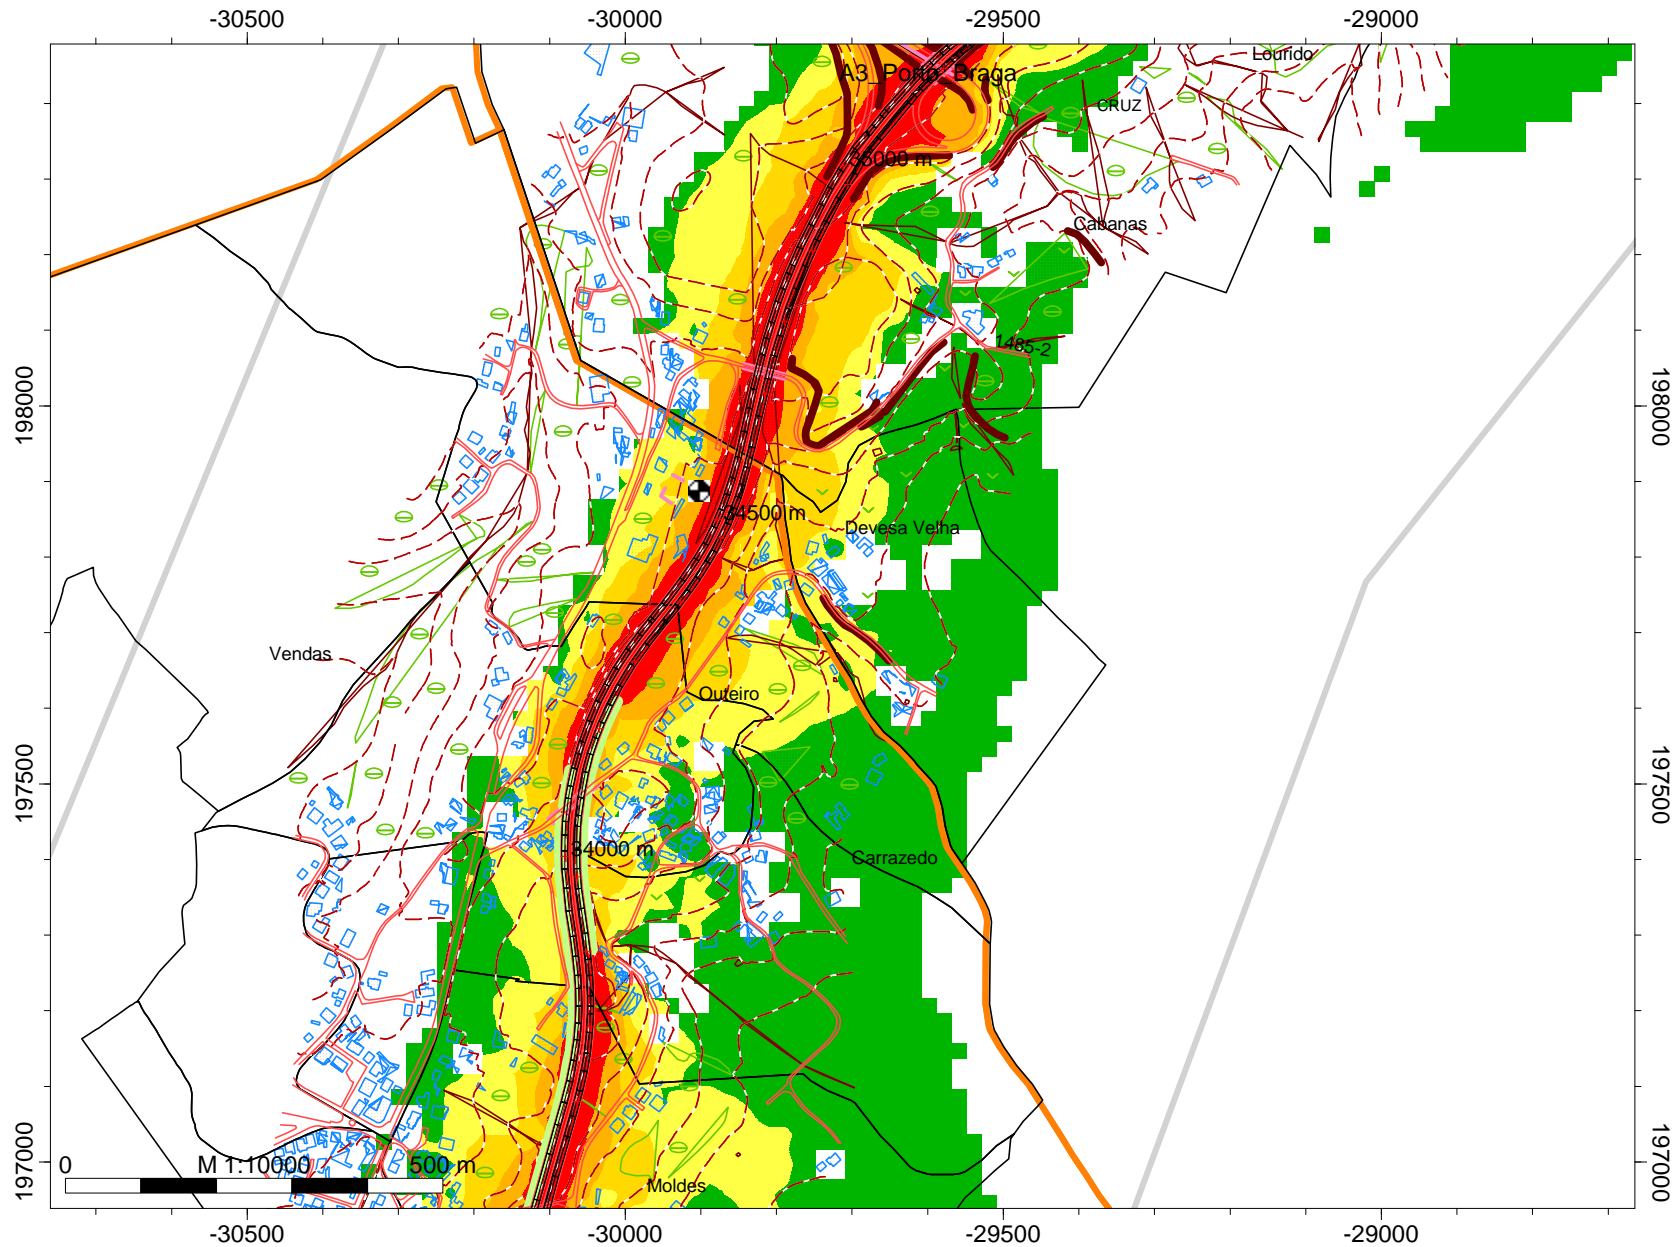 -30500 -30000 -29500 -29000
Lourido
A3_Porto_Braga
CRUZ
35000 m
Cabanas
1485-2
198000 198000
34500 m
Devesa Velha
Vendas
Outeiro
197500 197500
34000 m
Carrazedo
197000 197000
0 M 1:10000 500 m
Moldes
-30500 -30000 -29500 -29000